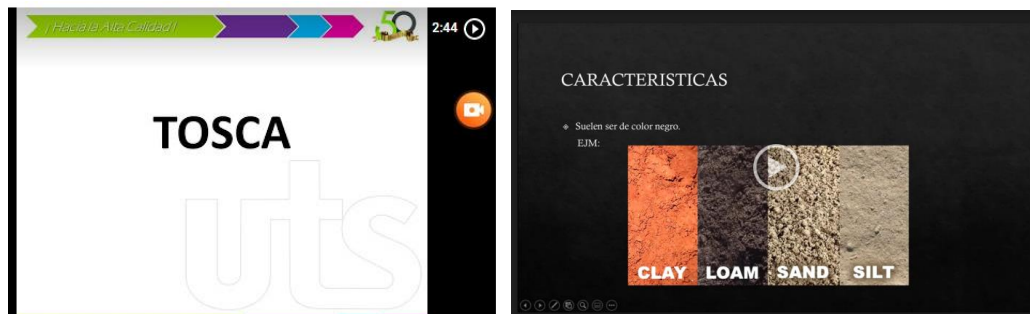 ¡ Hacia la Alta Calidad !
2:44
TOSCA
uts
CARACTERISTICAS
Suelen ser de color negro.
EJM:
CLAY LOAM SAND SILT